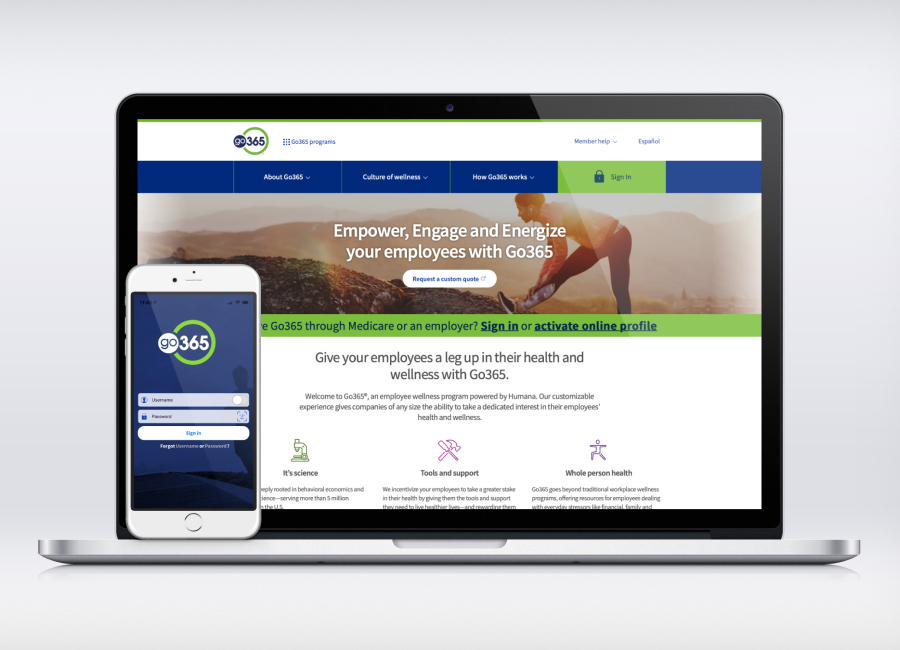 go365
Go365 programs
Member help
Español
About Go365
Culture of wellness
How Go365 works
Sign In
Empower, Engage and Energize
your employees with Go365
Request a custom quote
Go365 through Medicare or an employer? Sign in or activate online profile
Give your employees a leg up in their health and
wellness with Go365.
Welcome to Go365®, an employee wellness program powered by Humana. Our customizable
experience gives companies of any size the ability to take a dedicated interest in their employees'
health and wellness.
It's science
Tools and support
Whole person health
eply rooted in behavioral economics and
ience—serving more than 5 million
the U.S.
We incentivize your employees to take a greater stake
in their health by giving them the tools and support
they need to live healthier lives—and rewarding them
Go365 goes beyond traditional workplace wellness
programs, offering resources for employees dealing
with everyday stressors like financial, family and
go365
Username
Password
Sign in
Forgot Username or Password?